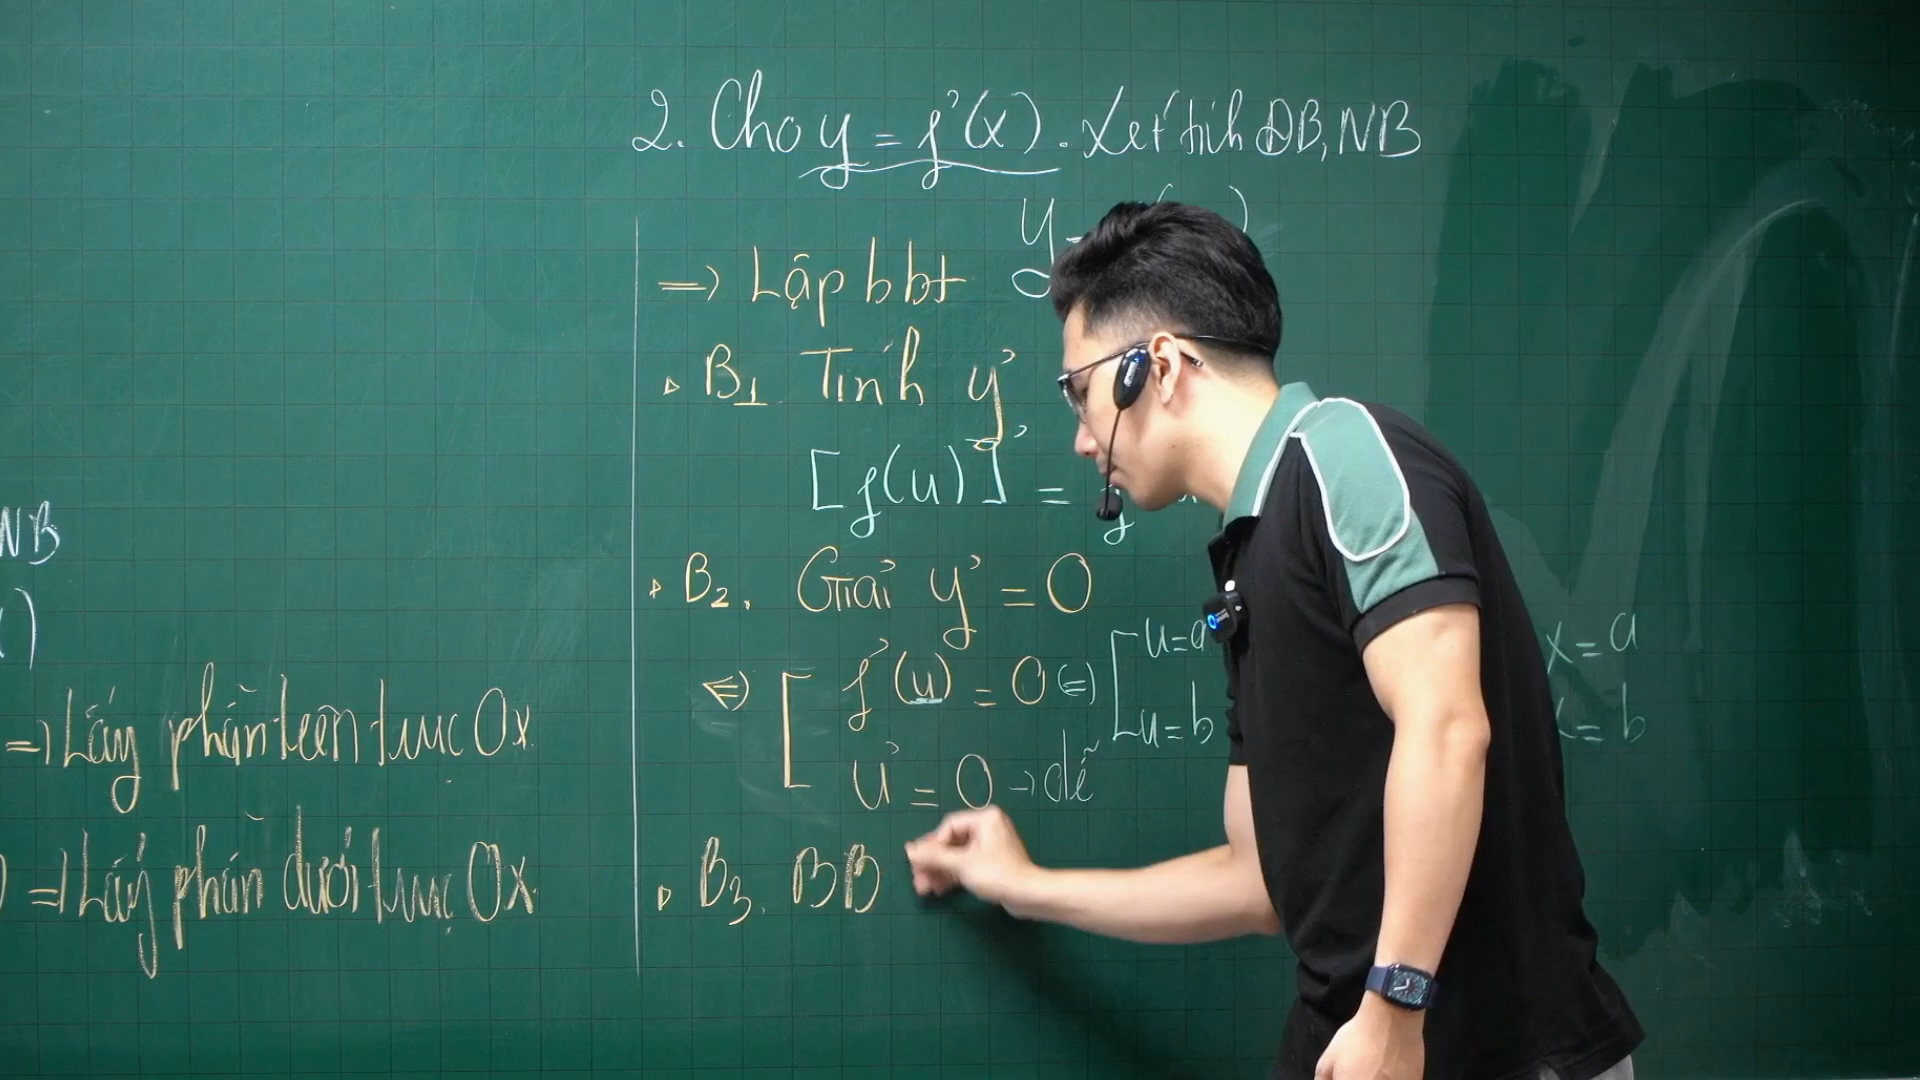 NB
)
=> Lấy phần trên trục Ox.
) => Lấy phần dưới trục Ox.
2. Cho y = f'(x). Xét tính ĐB, NB
y = ( )
=> Lập bbt
▹ B1. Tính y'
[f(u)]' =
▹ B2. Giải y' = 0
<=> [ f'(u) = 0 <=> [ u = a
u = b
u' = 0 → dễ
x = a
x = b
▹ B3. BB